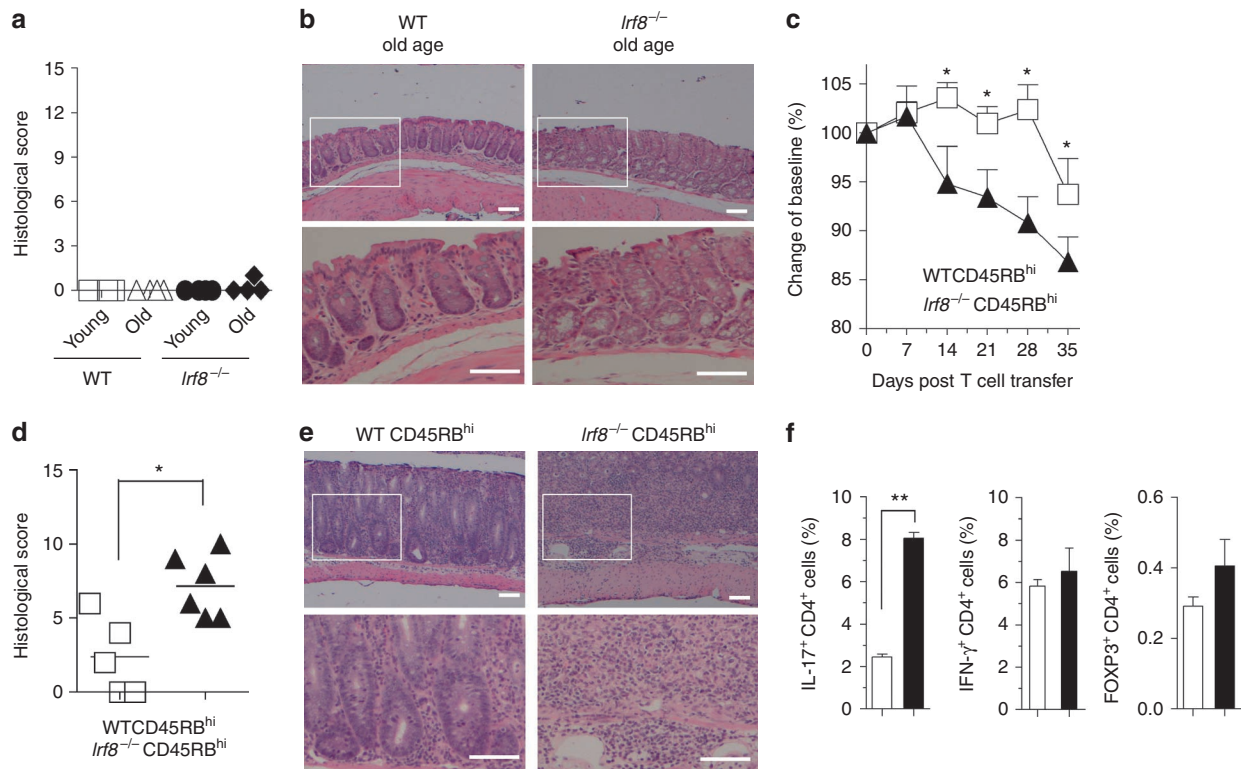 a
15
12
9
6
3
0
Histological score
Young
Old
Young
Old
WT
Irf8⁻/⁻
b
WT
old age
Irf8⁻/⁻
old age
c
105
100
95
90
85
80
Change of baseline (%)
*
*
*
*
WTCD45RBʰⁱ
Irf8⁻/⁻ CD45RBʰⁱ
0 7 14 21 28 35
Days post T cell transfer
d
15
10
5
0
Histological score
*
WTCD45RBʰⁱ
Irf8⁻/⁻ CD45RBʰⁱ
e
WT CD45RBʰⁱ
Irf8⁻/⁻ CD45RBʰⁱ
f
10
8
6
4
2
0
IL-17⁺ CD4⁺ cells (%)
**
10
8
6
4
2
0
IFN-γ⁺ CD4⁺ cells (%)
0.6
0.4
0.2
0.0
FOXP3⁺ CD4⁺ cells (%)